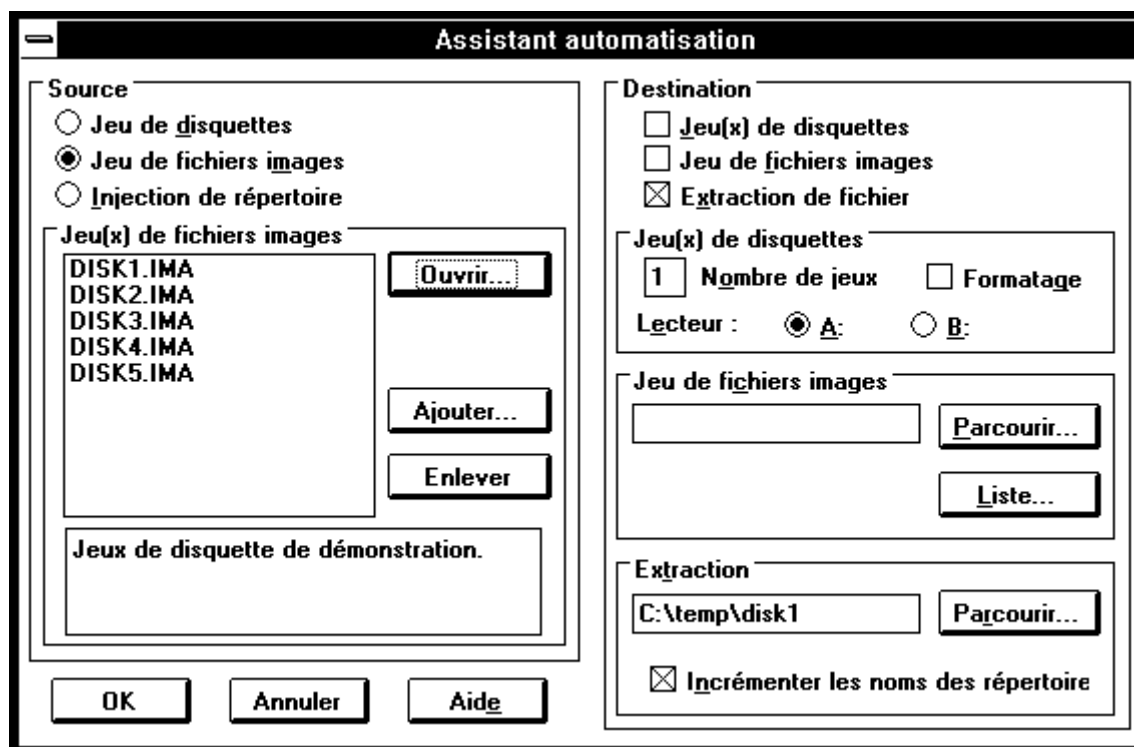 Assistant automatisation
Source
Jeu de disquettes
Jeu de fichiers images
Injection de répertoire
Jeu(x) de fichiers images
DISK1.IMA
DISK2.IMA
DISK3.IMA
DISK4.IMA
DISK5.IMA
Ouvrir...
Ajouter...
Enlever
Jeux de disquette de démonstration.
OK
Annuler
Aide
Destination
Jeu(x) de disquettes
Jeu de fichiers images
Extraction de fichier
Jeu(x) de disquettes
1 Nombre de jeux
Formatage
Lecteur : A: B:
Jeu de fichiers images
Parcourir...
Liste...
Extraction
C:\temp\disk1
Parcourir...
Incrémenter les noms des répertoire